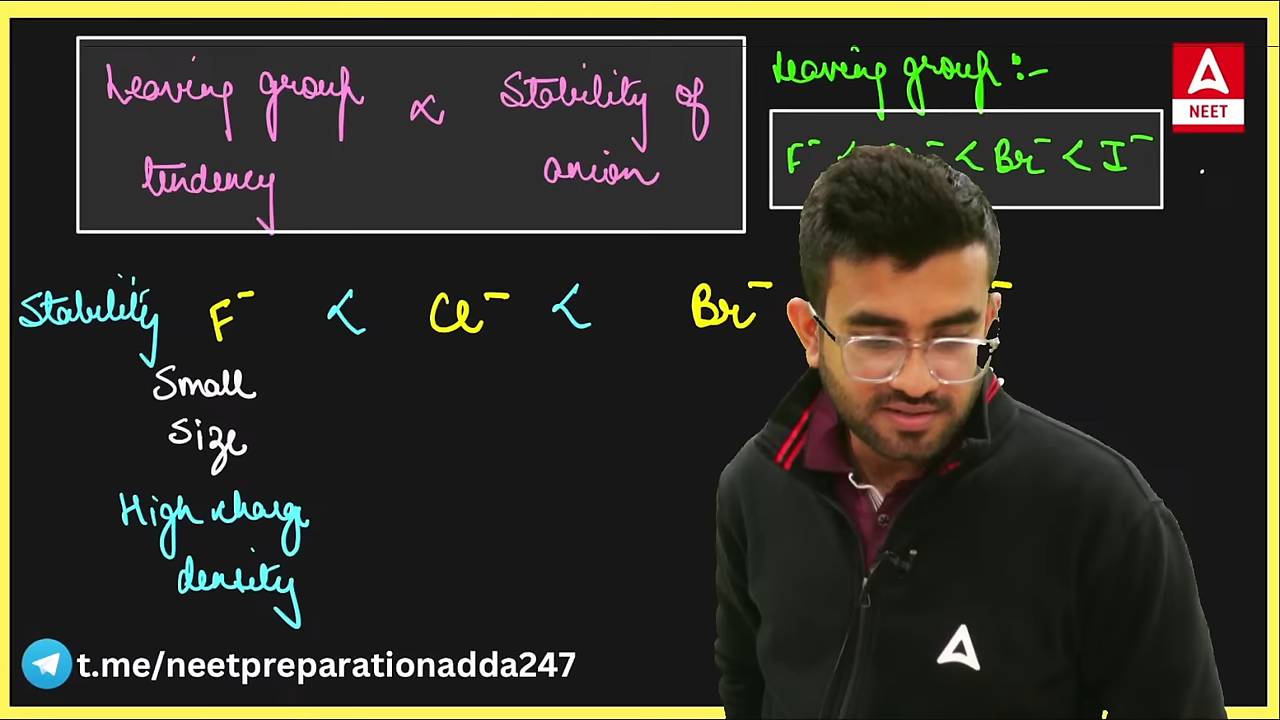 Leaving group ∝ Stability of
tendency anion
Leaving group :-
F⁻ < < Br⁻ < I⁻
NEET
Stability F⁻ < Cl⁻ < Br⁻
Small
Size
High charge
density
t.me/neetpreparationadda247